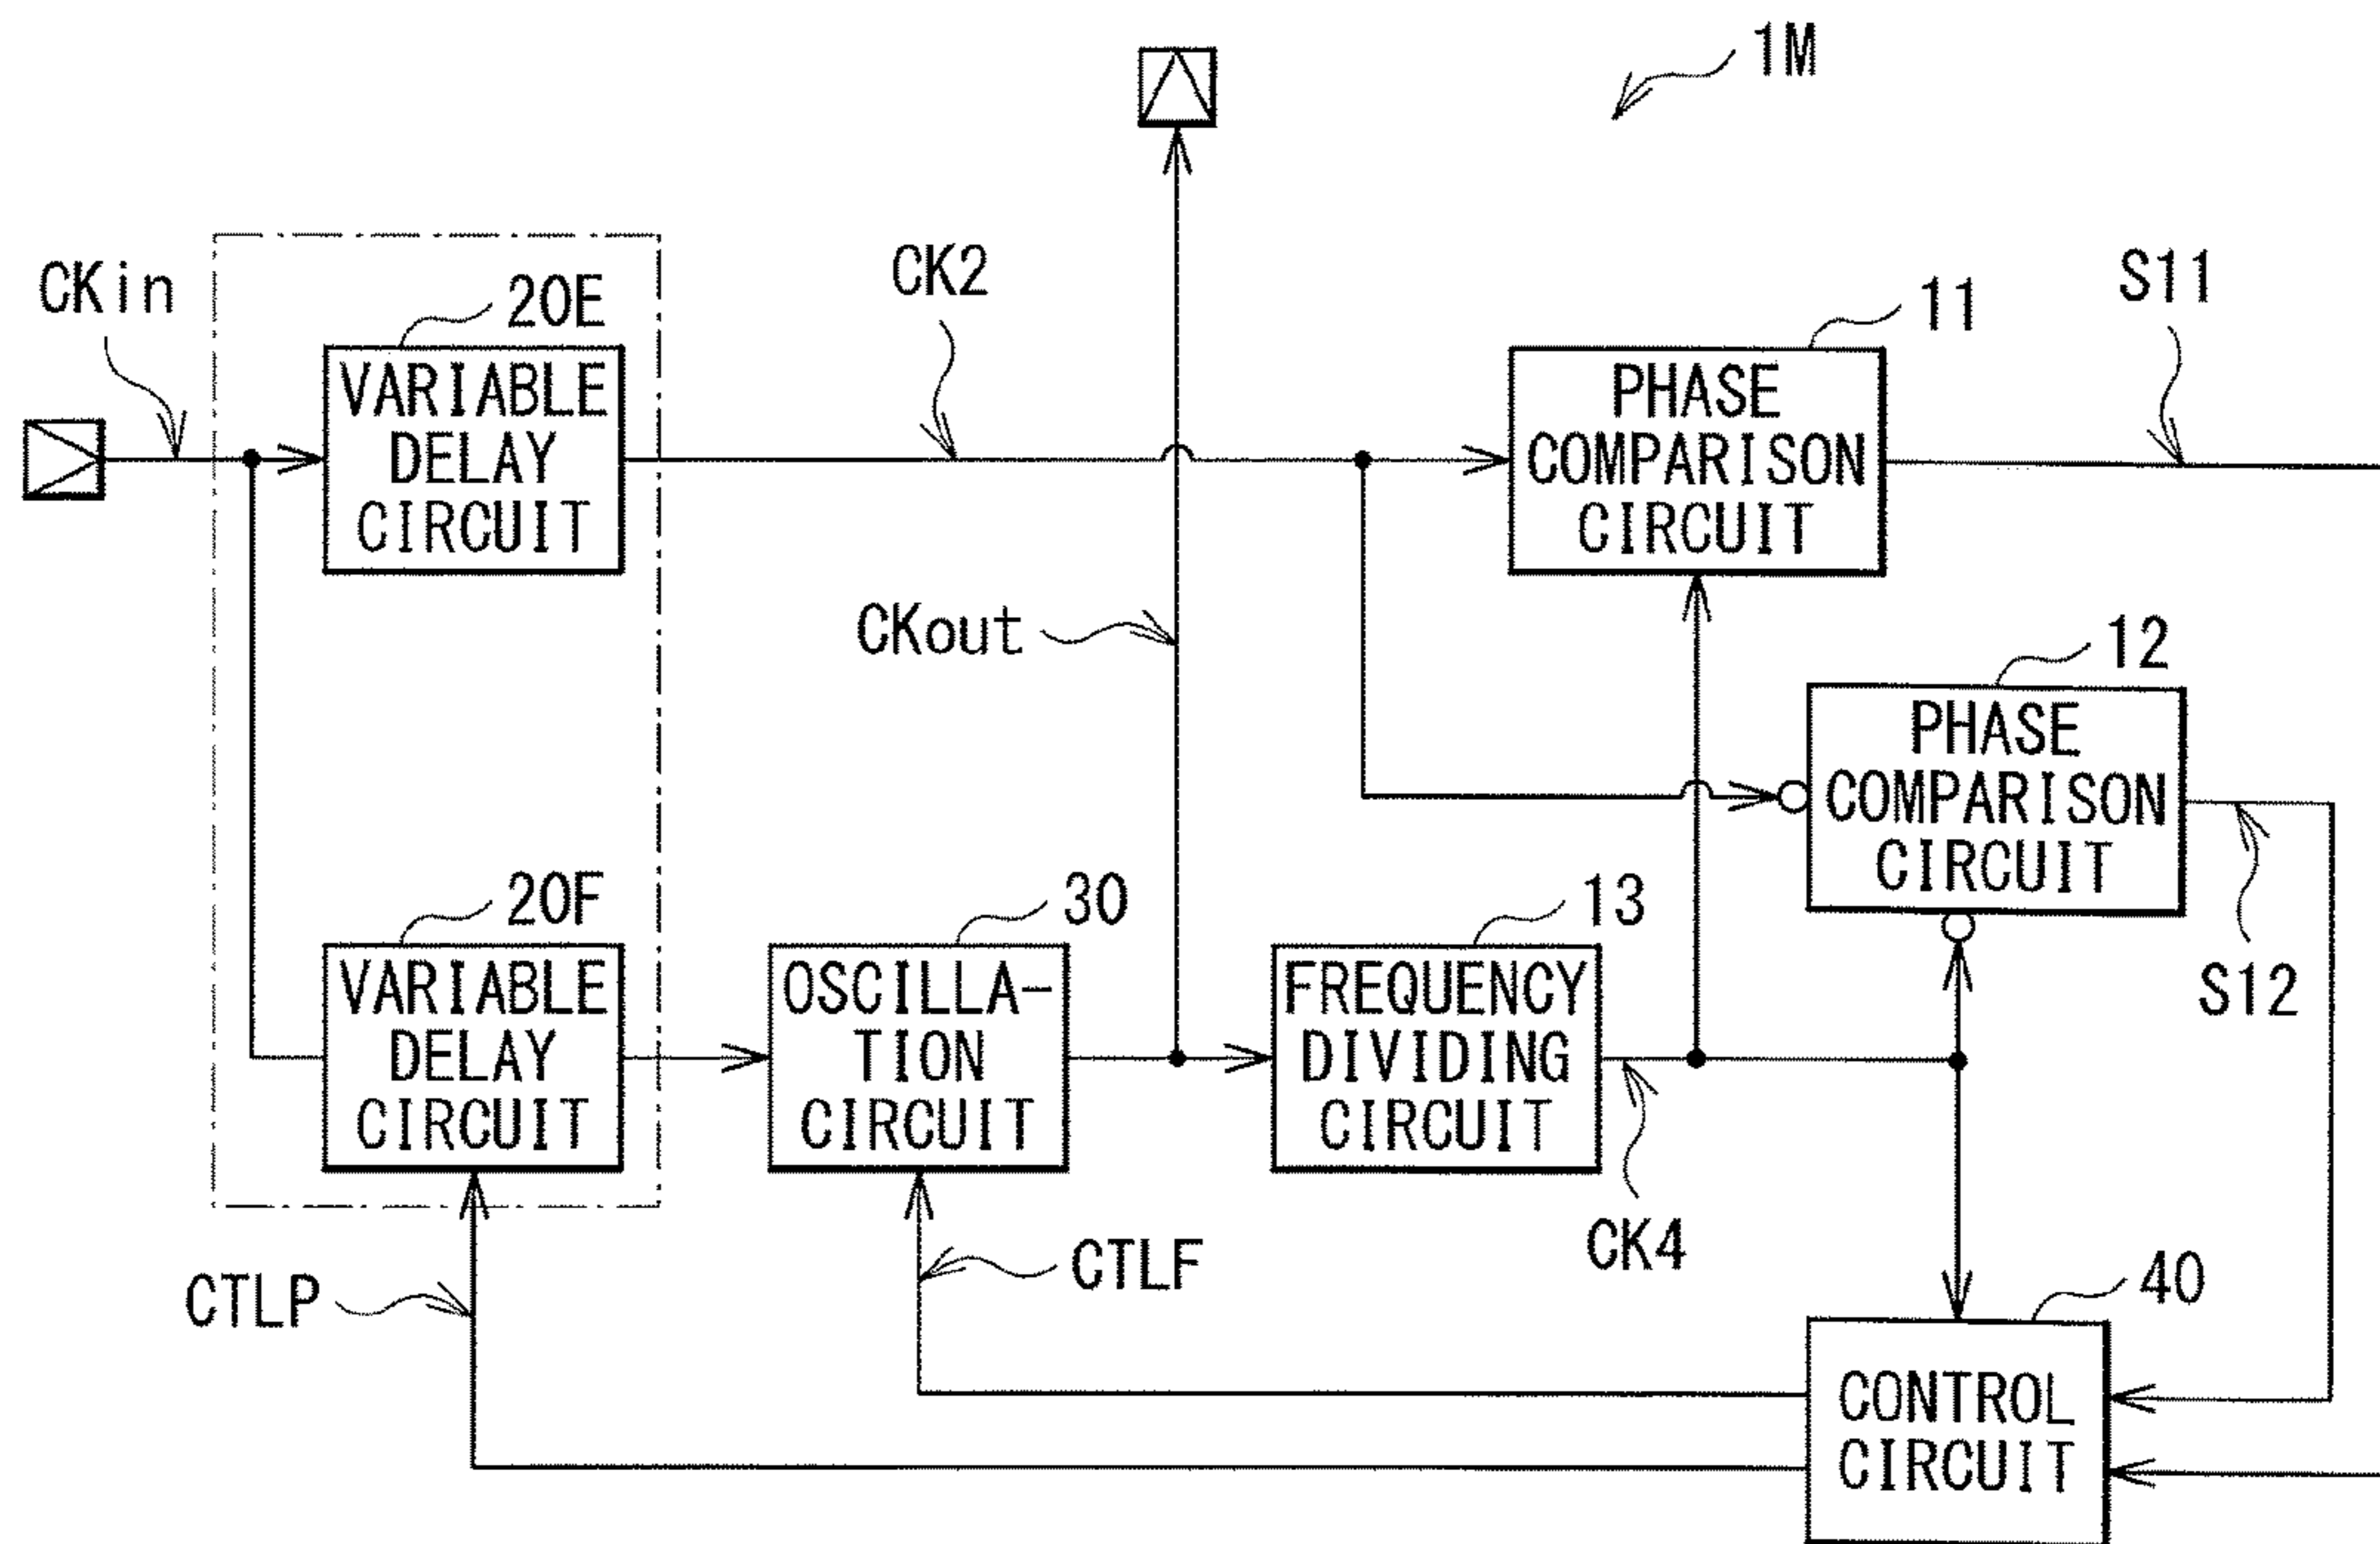 1M
CKin
20E
CK2
11
S11
VARIABLE
DELAY
CIRCUIT
PHASE
COMPARISON
CIRCUIT
CKout
12
PHASE
COMPARISON
CIRCUIT
20F
30
13
S12
VARIABLE
DELAY
CIRCUIT
OSCILLA-
TION
CIRCUIT
FREQUENCY
DIVIDING
CIRCUIT
CTLP
CTLF
CK4
40
CONTROL
CIRCUIT